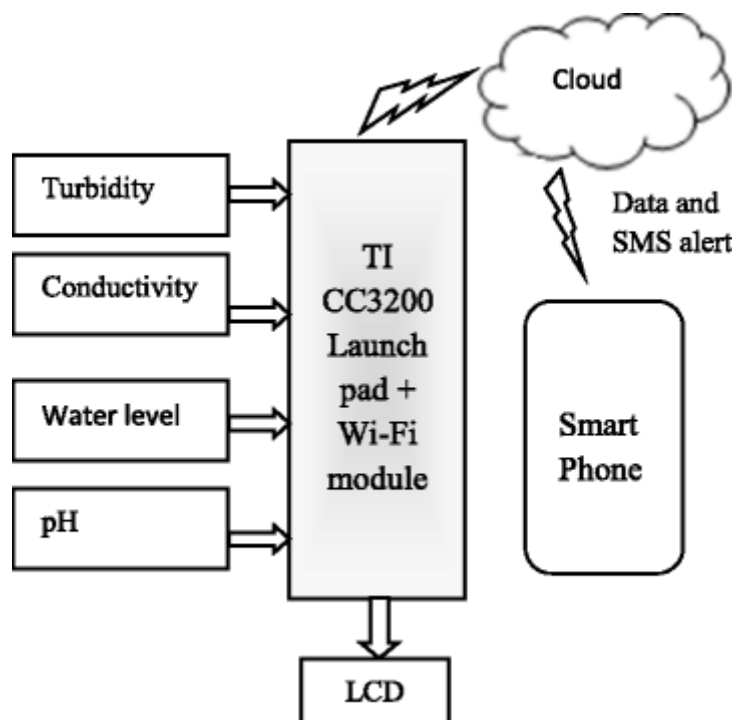 Cloud
Turbidity
Data and
SMS alert
Conductivity
TI
CC3200
Launch
pad +
Wi-Fi
module
Water level
Smart
Phone
pH
LCD